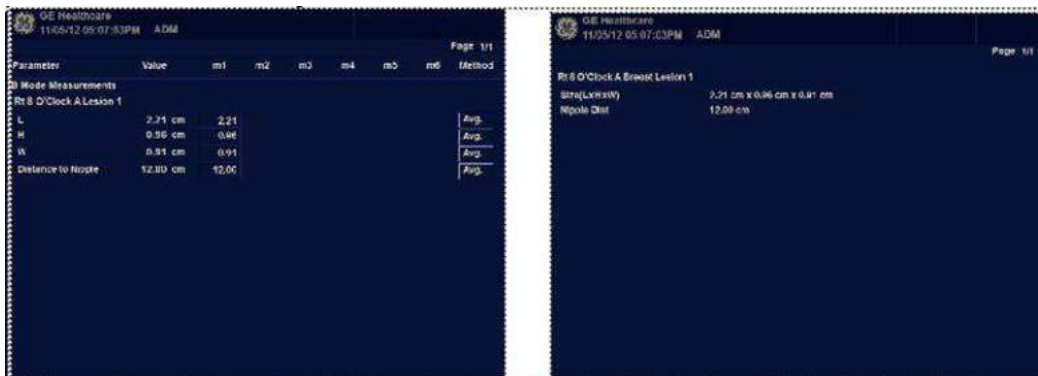 GE Healthcare
11/05/12 05:07:03PM ADM
Page 1/1
Parameter Value m1 m2 m3 m4 m5 m6 Method
B Mode Measurements
Rt 8 O'Clock A Lesion 1
L 2.21 cm 2.21 Avg.
H 0.96 cm 0.96 Avg.
W 0.91 cm 0.91 Avg.
Distance to Nipple 12.00 cm 12.00 Avg.
GE Healthcare
11/05/12 05:07:03PM ADM
Page 1/1
Rt 8 O'Clock A Breast Lesion 1
Size(LxHxW) 2.21 cm x 0.96 cm x 0.91 cm
Nipple Dist 12.00 cm